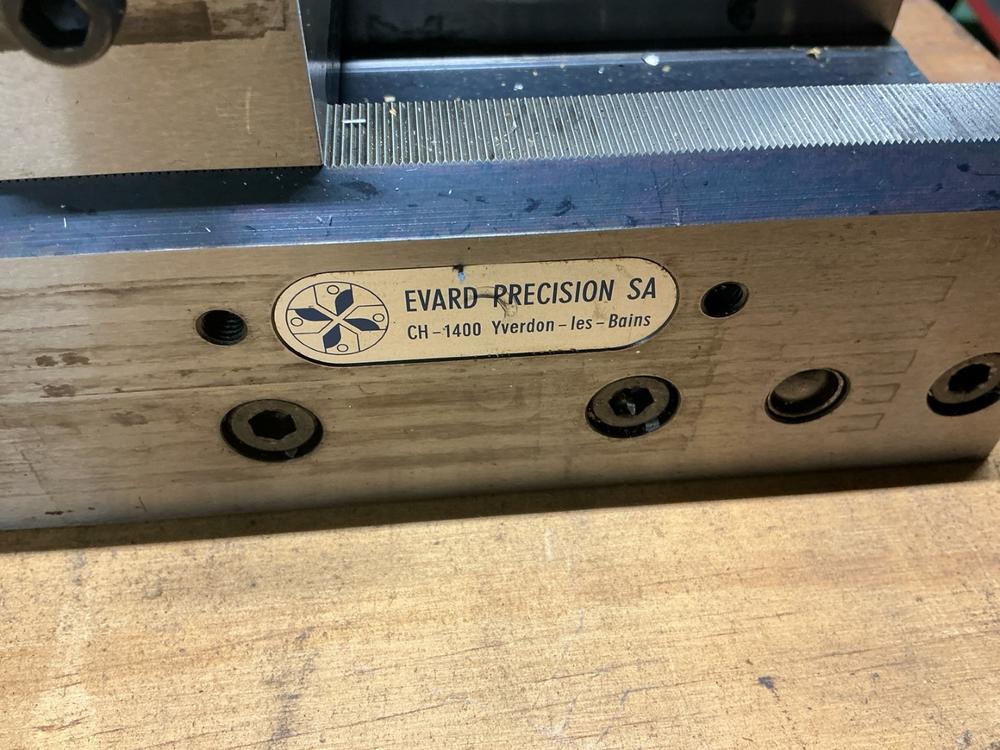 EVARD PRECISION SA
CH-1400 Yverdon-les-Bains